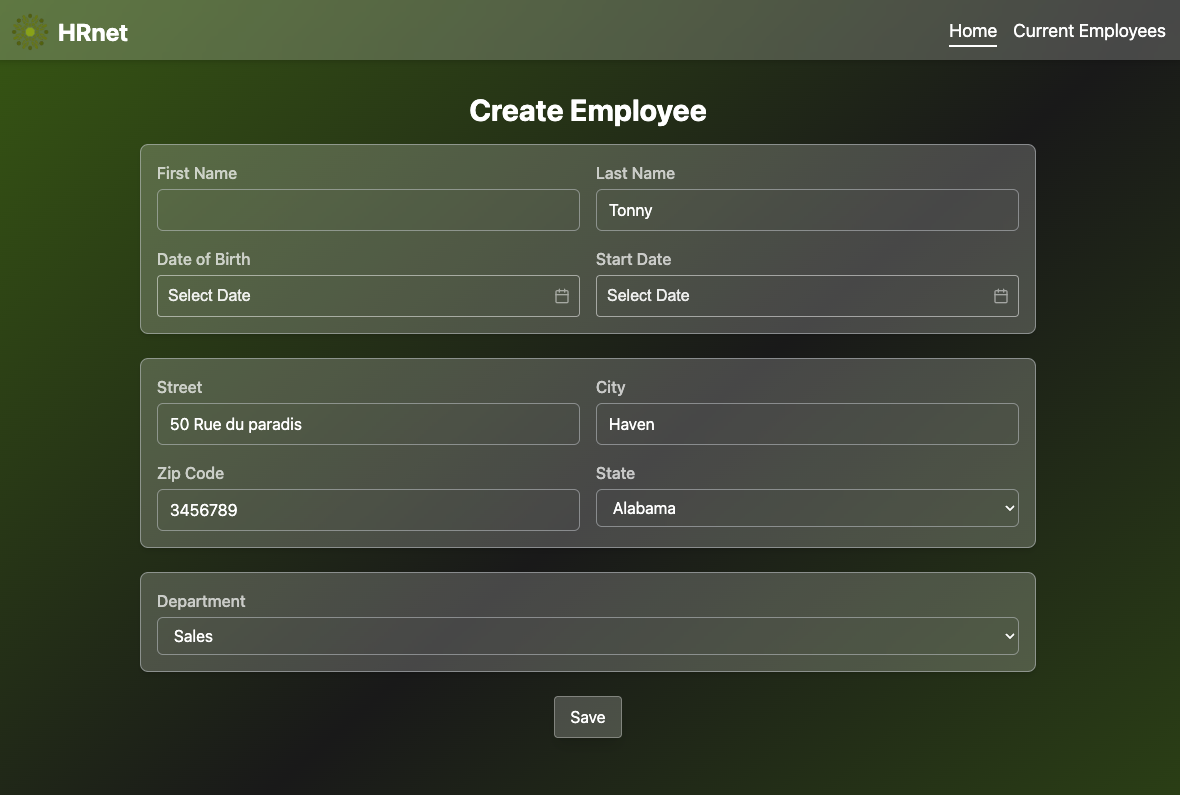 HRnet
Home Current Employees
Create Employee
First Name Last Name
Tonny
Date of Birth Start Date
Select Date Select Date
Street City
50 Rue du paradis Haven
Zip Code State
3456789 Alabama
Department
Sales
Save